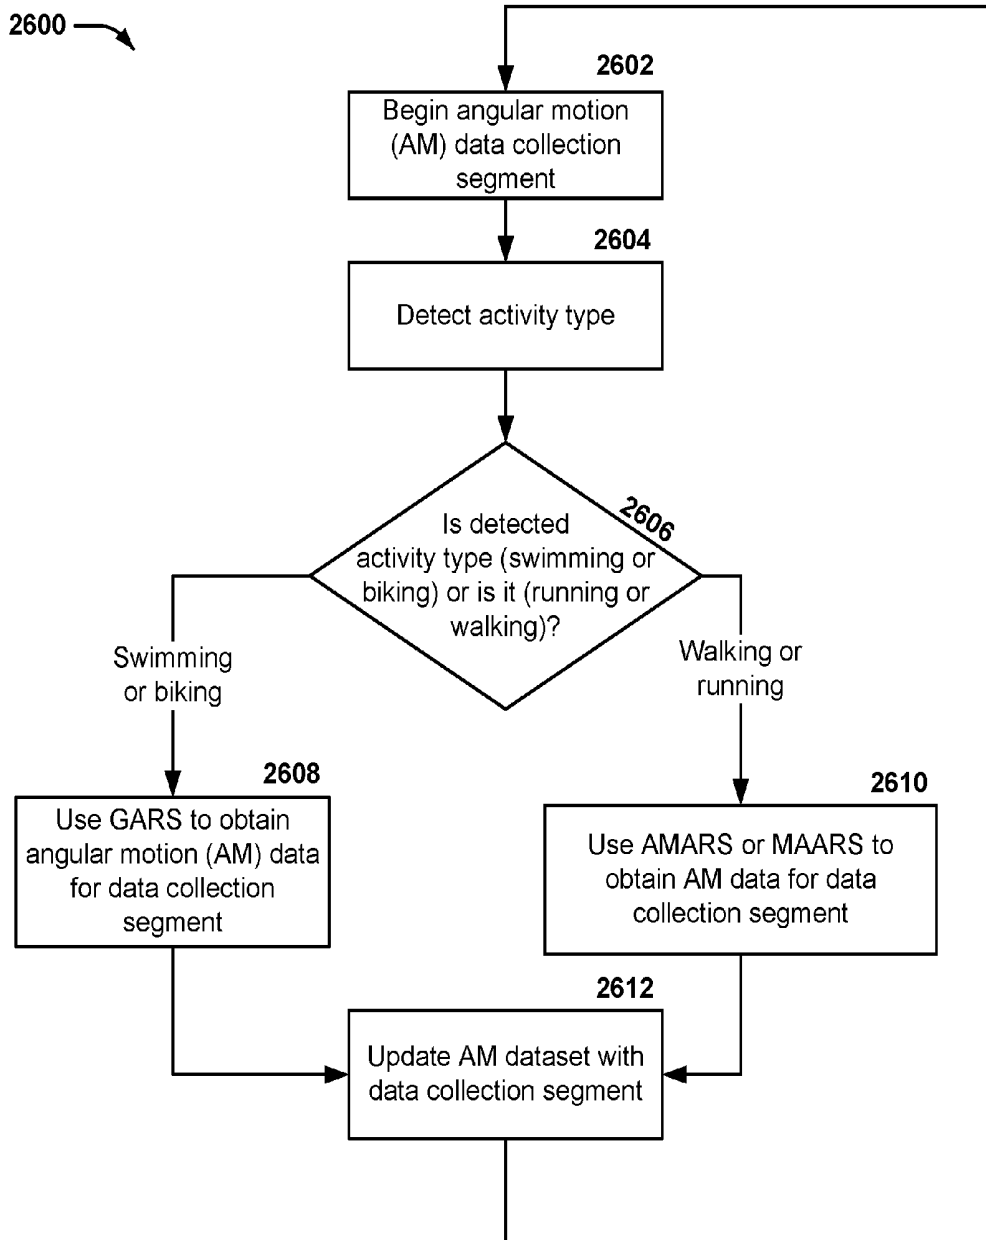 2600
2602
Begin angular motion
(AM) data collection
segment
2604
Detect activity type
2606
Is detected
activity type (swimming or
biking) or is it (running or
walking)?
Swimming
or biking
Walking or
running
2608
Use GARS to obtain
angular motion (AM) data
for data collection
segment
2610
Use AMARS or MAARS to
obtain AM data for data
collection segment
2612
Update AM dataset with
data collection segment